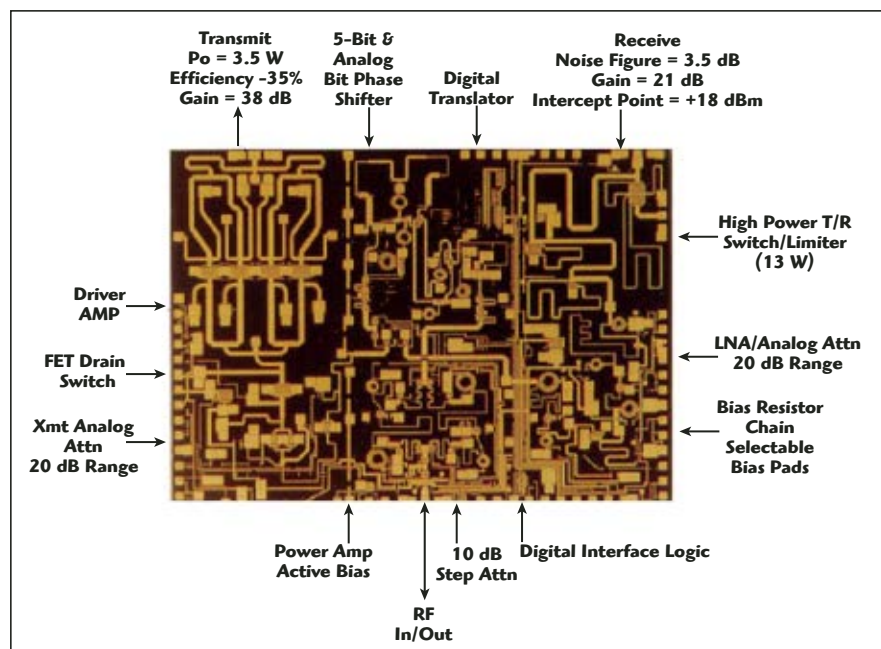 Transmit
Po = 3.5 W
Efficiency -35%
Gain = 38 dB
5-Bit &
Analog
Bit Phase
Shifter
Digital
Translator
Receive
Noise Figure = 3.5 dB
Gain = 21 dB
Intercept Point = +18 dBm
High Power T/R
Switch/Limiter
(13 W)
Driver
AMP
LNA/Analog Attn
20 dB Range
FET Drain
Switch
Xmt Analog
Attn
20 dB Range
Bias Resistor
Chain
Selectable
Bias Pads
Power Amp
Active Bias
10 dB
Step Attn
Digital Interface Logic
RF
In/Out